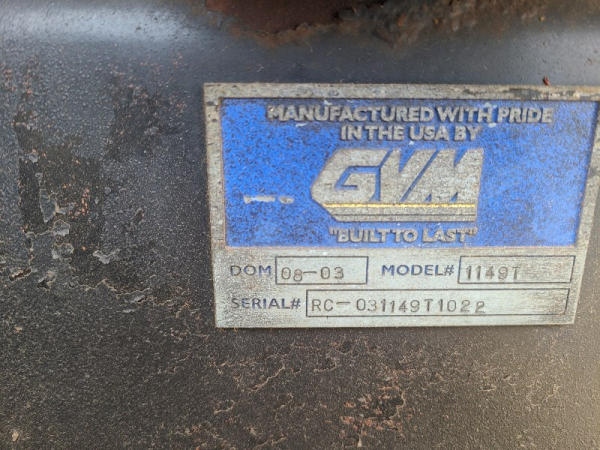 MANUFACTURED WITH PRIDE
IN THE USA BY
GVM
"BUILT TO LAST"
DOM 08-03 MODEL# 1149T
SERIAL# RC-031149T1022